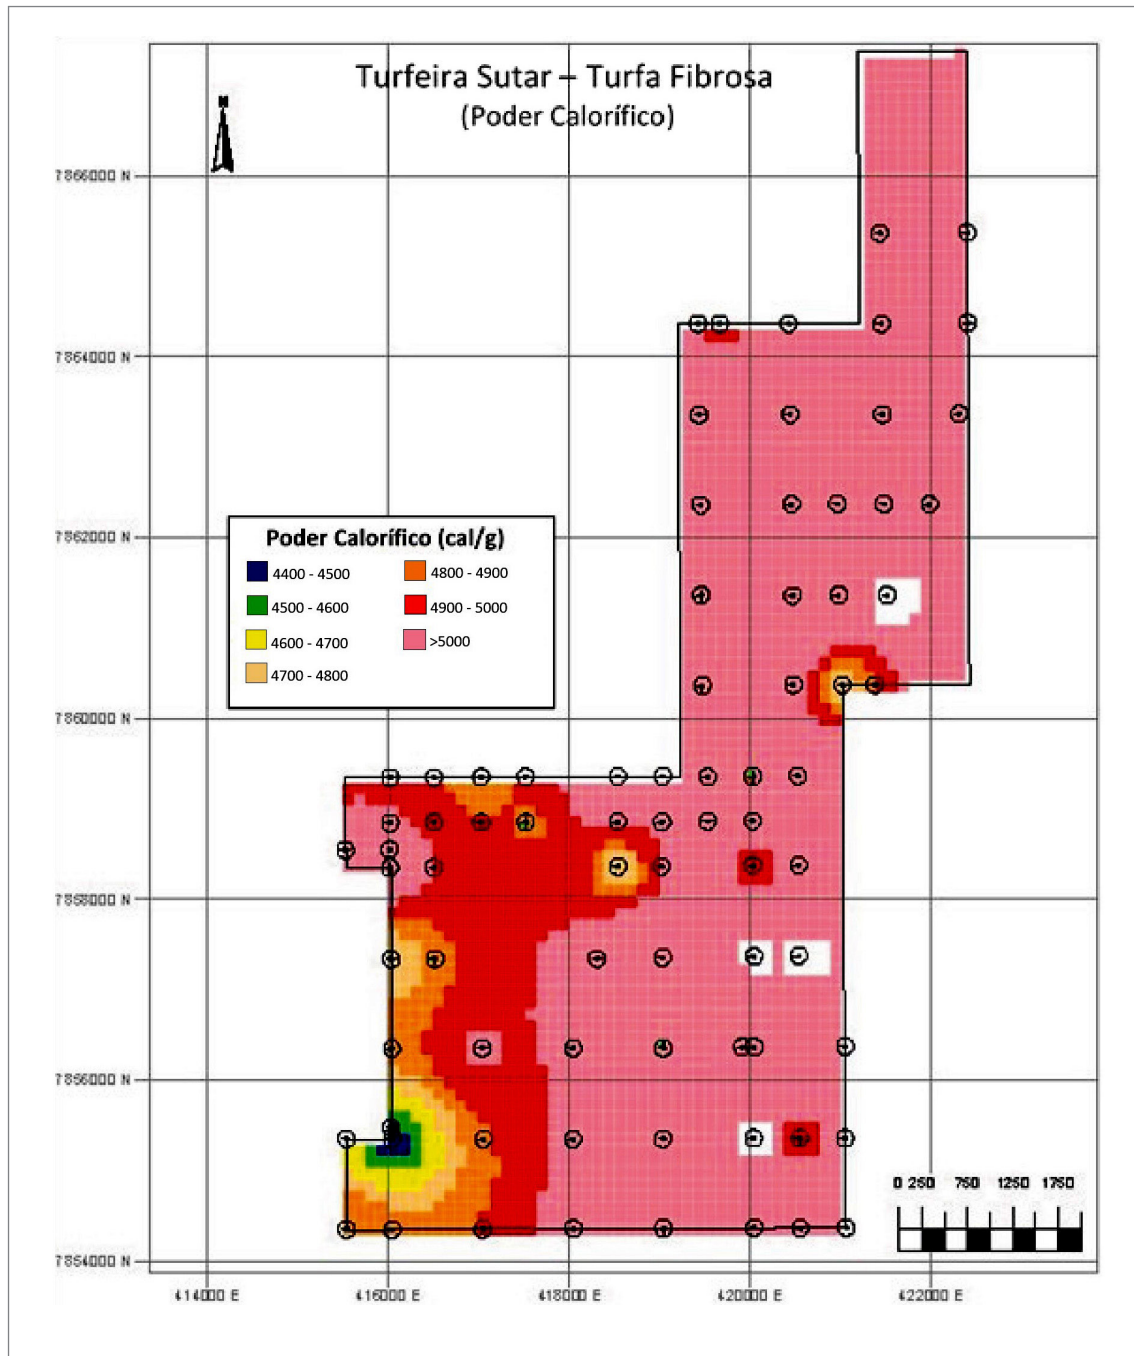 Turfeira Sutar – Turfa Fibrosa
(Poder Calorífico)
N
7866000 N
7864000 N
7862000 N
7860000 N
7858000 N
7856000 N
7854000 N
Poder Calorífico (cal/g)
4400 - 4500
4500 - 4600
4600 - 4700
4700 - 4800
4800 - 4900
4900 - 5000
>5000
0 250 750 1250 1750
414000 E 416000 E 418000 E 420000 E 422000 E